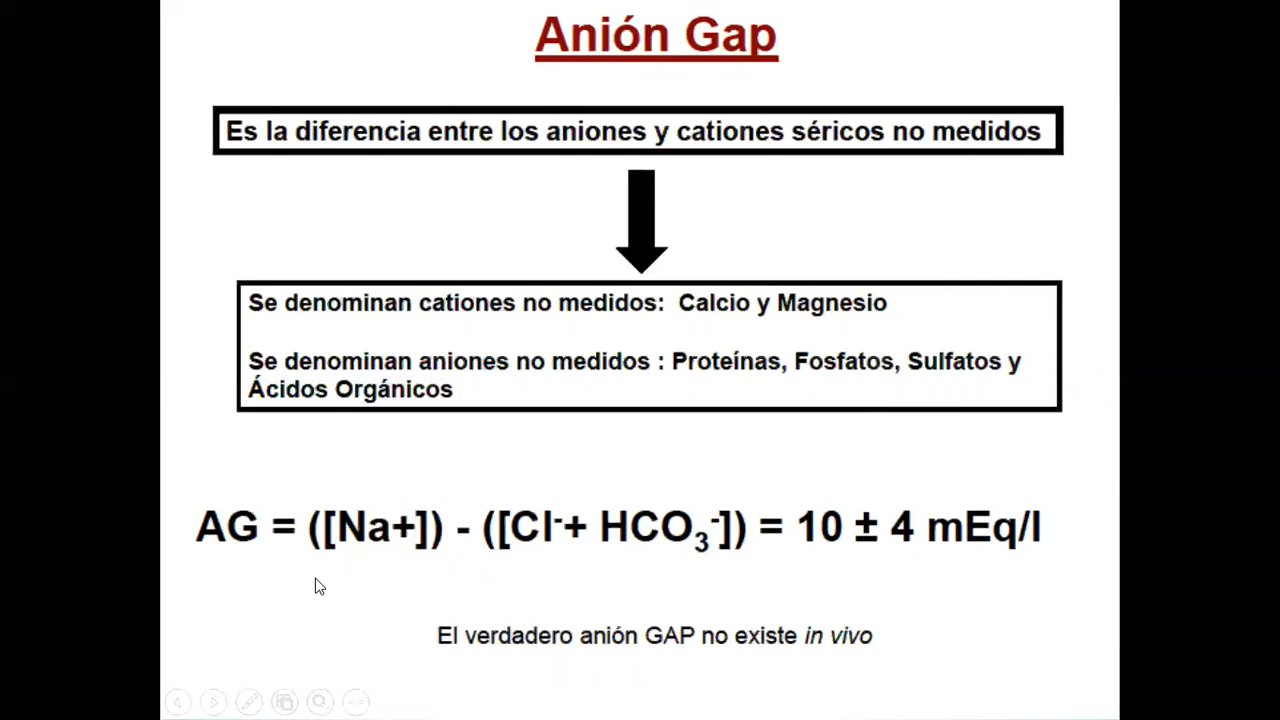 Anión Gap
Es la diferencia entre los aniones y cationes séricos no medidos
Se denominan cationes no medidos: Calcio y Magnesio
Se denominan aniones no medidos : Proteínas, Fosfatos, Sulfatos y
Ácidos Orgánicos
AG = ([Na+]) - ([Cl⁻+ HCO₃⁻]) = 10 ± 4 mEq/l
El verdadero anión GAP no existe in vivo